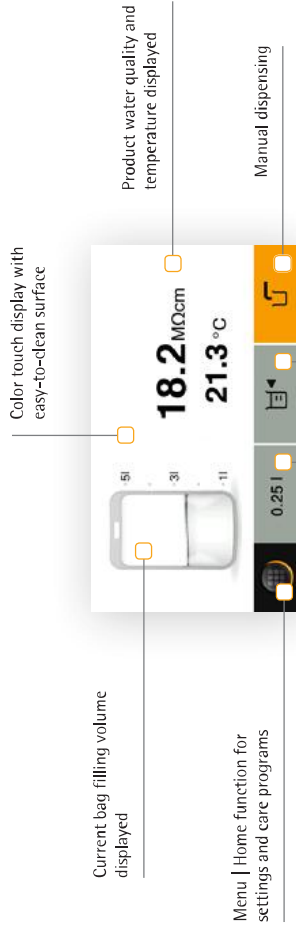 Color touch display with
easy-to-clean surface
Current bag filling volume
displayed
Product water quality and
temperature displayed
5l
3l
1l
18.2 MΩcm
21.3 °C
0.25 l
Menu | Home function for
settings and care programs
Manual dispensing